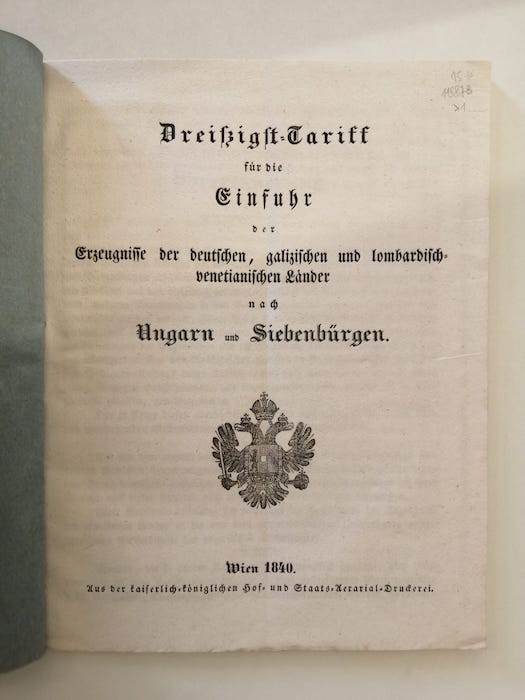 Dreiſzigſt-Tariff
für die
Einfuhr
der
Erzeugniſſe der deutſchen, galiziſchen und lombardiſch-
venetianiſchen Länder
nach
Ungarn und Siebenbürgen.
Wien 1840.
Aus der kaiſerlich-königlichen Hof- und Staats-Aerarial-Druckerei.